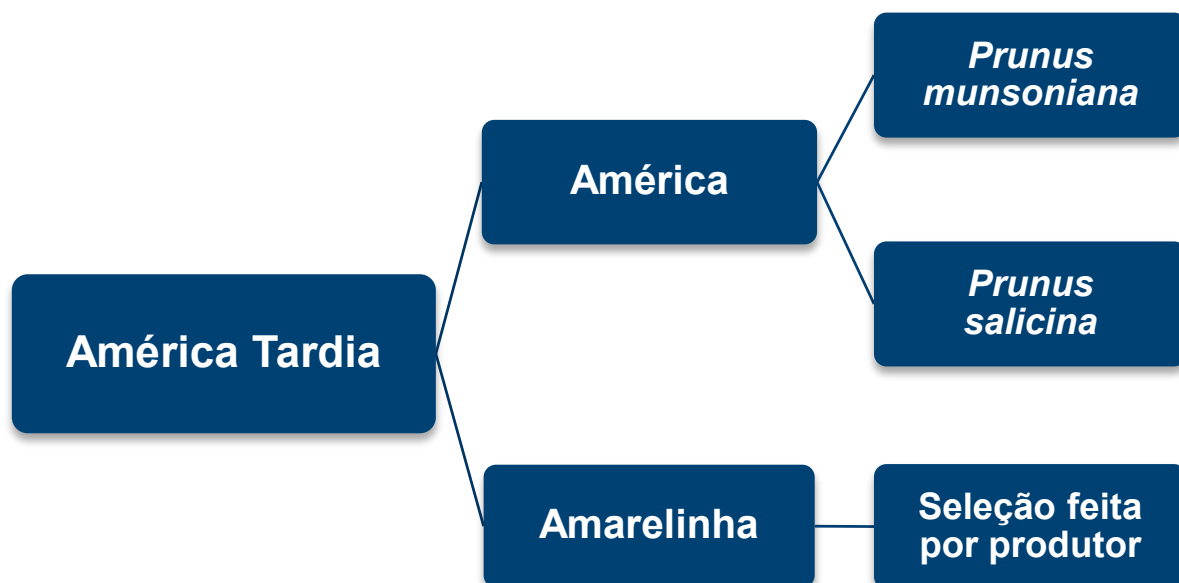 Prunus
munsoniana
América
Prunus
salicina
América Tardia
Amarelinha
Seleção feita
por produtor